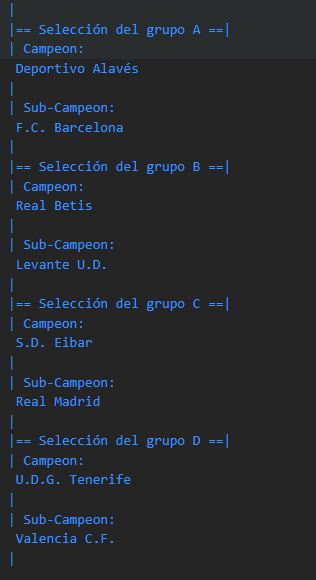 |
|== Selección del grupo A ==|
| Campeon:
Deportivo Alavés
|
| Sub-Campeon:
F.C. Barcelona
|
|== Selección del grupo B ==|
| Campeon:
Real Betis
|
| Sub-Campeon:
Levante U.D.
|
|== Selección del grupo C ==|
| Campeon:
S.D. Eibar
|
| Sub-Campeon:
Real Madrid
|
|== Selección del grupo D ==|
| Campeon:
U.D.G. Tenerife
|
| Sub-Campeon:
Valencia C.F.
|